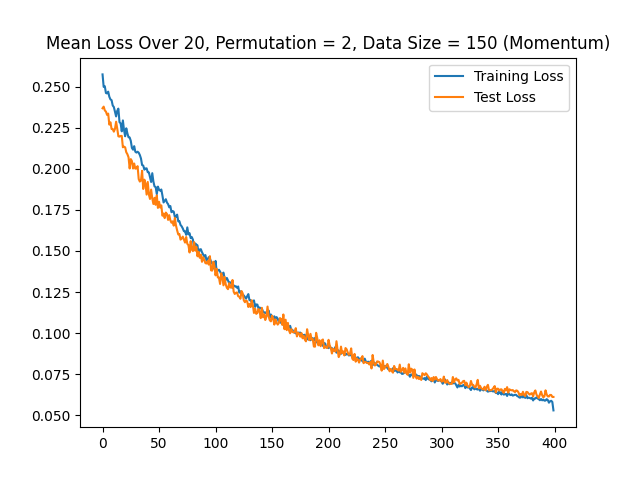 Mean Loss Over 20, Permutation = 2, Data Size = 150 (Momentum)
Training Loss
Test Loss
0.250
0.225
0.200
0.175
0.150
0.125
0.100
0.075
0.050
0 50 100 150 200 250 300 350 400